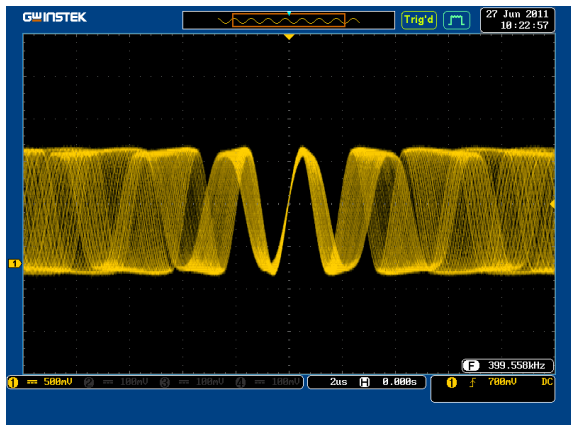 GWINSTEK
Trig'd
27 Jun 2011
10:22:57
1
F 399.558kHz
1 500mV 2 100mV 3 100mV 4 100mV
2us H 0.000s
1 700mV DC